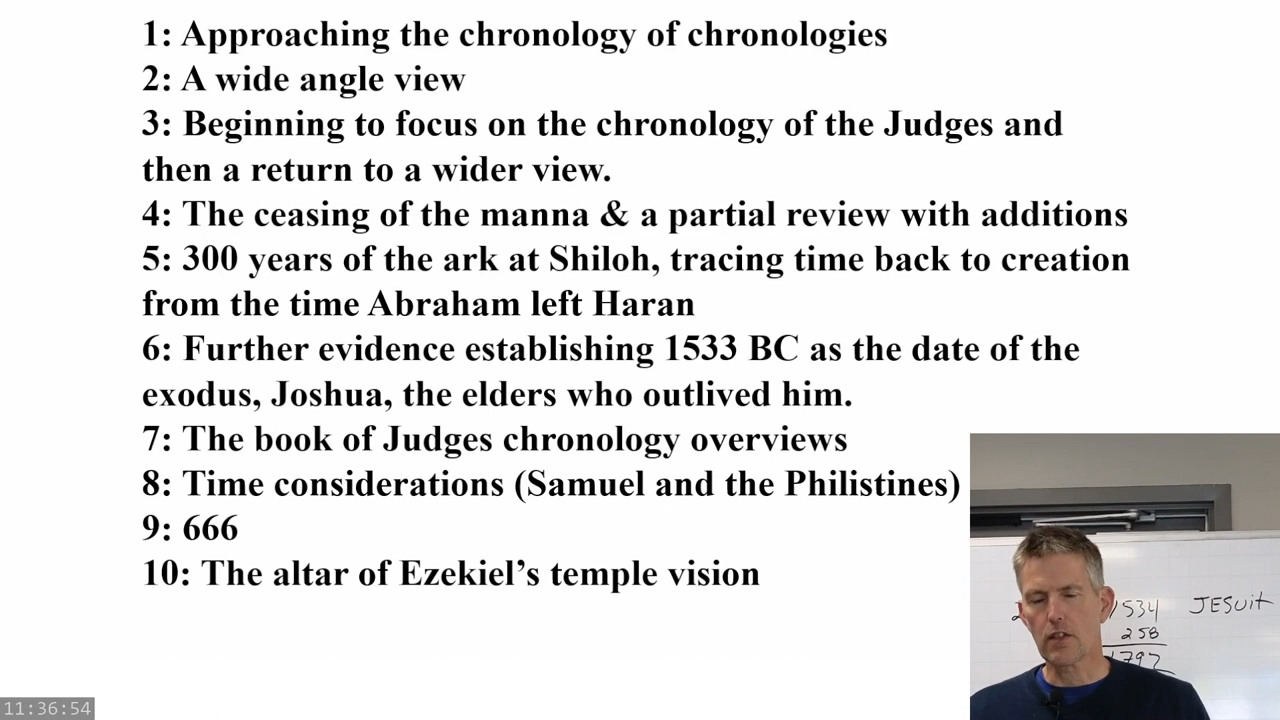 1: Approaching the chronology of chronologies
2: A wide angle view
3: Beginning to focus on the chronology of the Judges and
then a return to a wider view.
4: The ceasing of the manna & a partial review with additions
5: 300 years of the ark at Shiloh, tracing time back to creation
from the time Abraham left Haran
6: Further evidence establishing 1533 BC as the date of the
exodus, Joshua, the elders who outlived him.
7: The book of Judges chronology overviews
8: Time considerations (Samuel and the Philistines)
9: 666
10: The altar of Ezekiel’s temple vision
1534 JESUit
258
1792
11:36:54